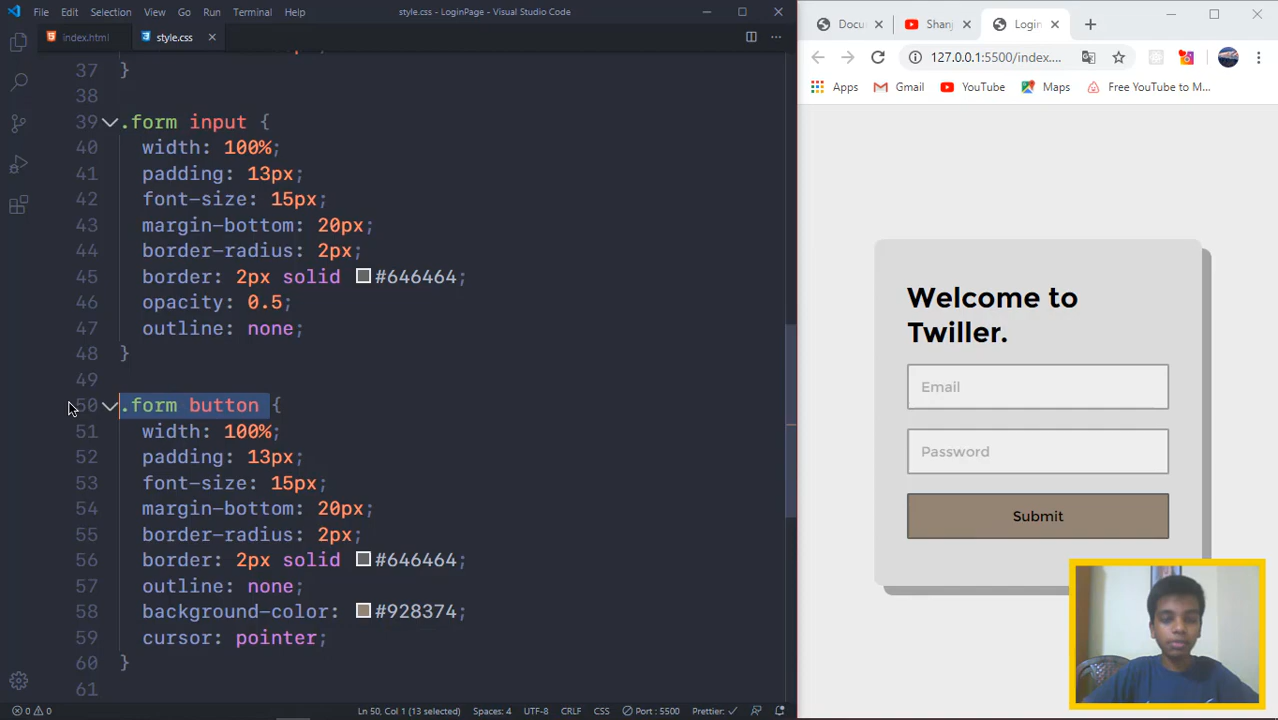 File Edit Selection View Go Run Terminal Help style.css - LoginPage - Visual Studio Code
index.html style.css
37 }
38
39 .form input {
40 width: 100%;
41 padding: 13px;
42 font-size: 15px;
43 margin-bottom: 20px;
44 border-radius: 2px;
45 border: 2px solid #646464;
46 opacity: 0.5;
47 outline: none;
48 }
49
50 .form button {
51 width: 100%;
52 padding: 13px;
53 font-size: 15px;
54 margin-bottom: 20px;
55 border-radius: 2px;
56 border: 2px solid #646464;
57 outline: none;
58 background-color: #928374;
59 cursor: pointer;
60 }
61
0 0 Ln 50, Col 1 (13 selected) Spaces: 4 UTF-8 CRLF CSS Port : 5500 Prettier:
Docu Shanj Login
127.0.0.1:5500/index....
Apps Gmail YouTube Maps Free YouTube to M...
Welcome to
Twiller.
Email
Password
Submit